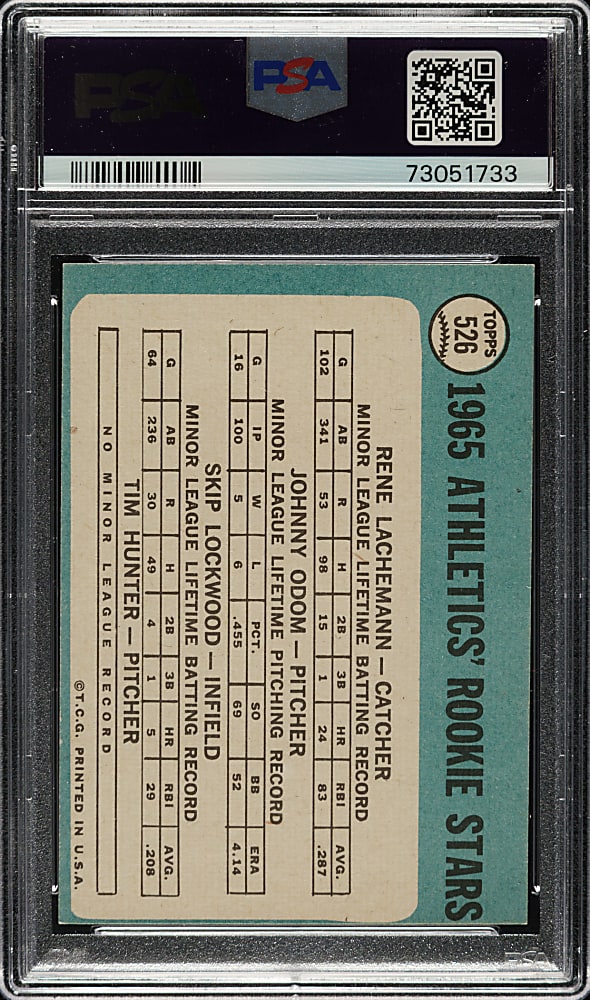 PSA
PSA
73051733
TOPPS
526
1965 ATHLETICS' ROOKIE STARS
RENE LACHEMANN — CATCHER
MINOR LEAGUE LIFETIME BATTING RECORD
G AB R H 2B 3B HR RBI AVG.
102 341 53 98 15 1 24 83 .287
JOHNNY ODOM — PITCHER
MINOR LEAGUE LIFETIME PITCHING RECORD
G IP W L PCT. SO BB ERA
16 100 5 6 .455 69 52 4.14
SKIP LOCKWOOD — INFIELD
MINOR LEAGUE LIFETIME BATTING RECORD
G AB R H 2B 3B HR RBI AVG.
64 236 30 49 4 1 5 29 .208
TIM HUNTER — PITCHER
NO MINOR LEAGUE RECORD
©T.C.G. PRINTED IN U.S.A.
PSA